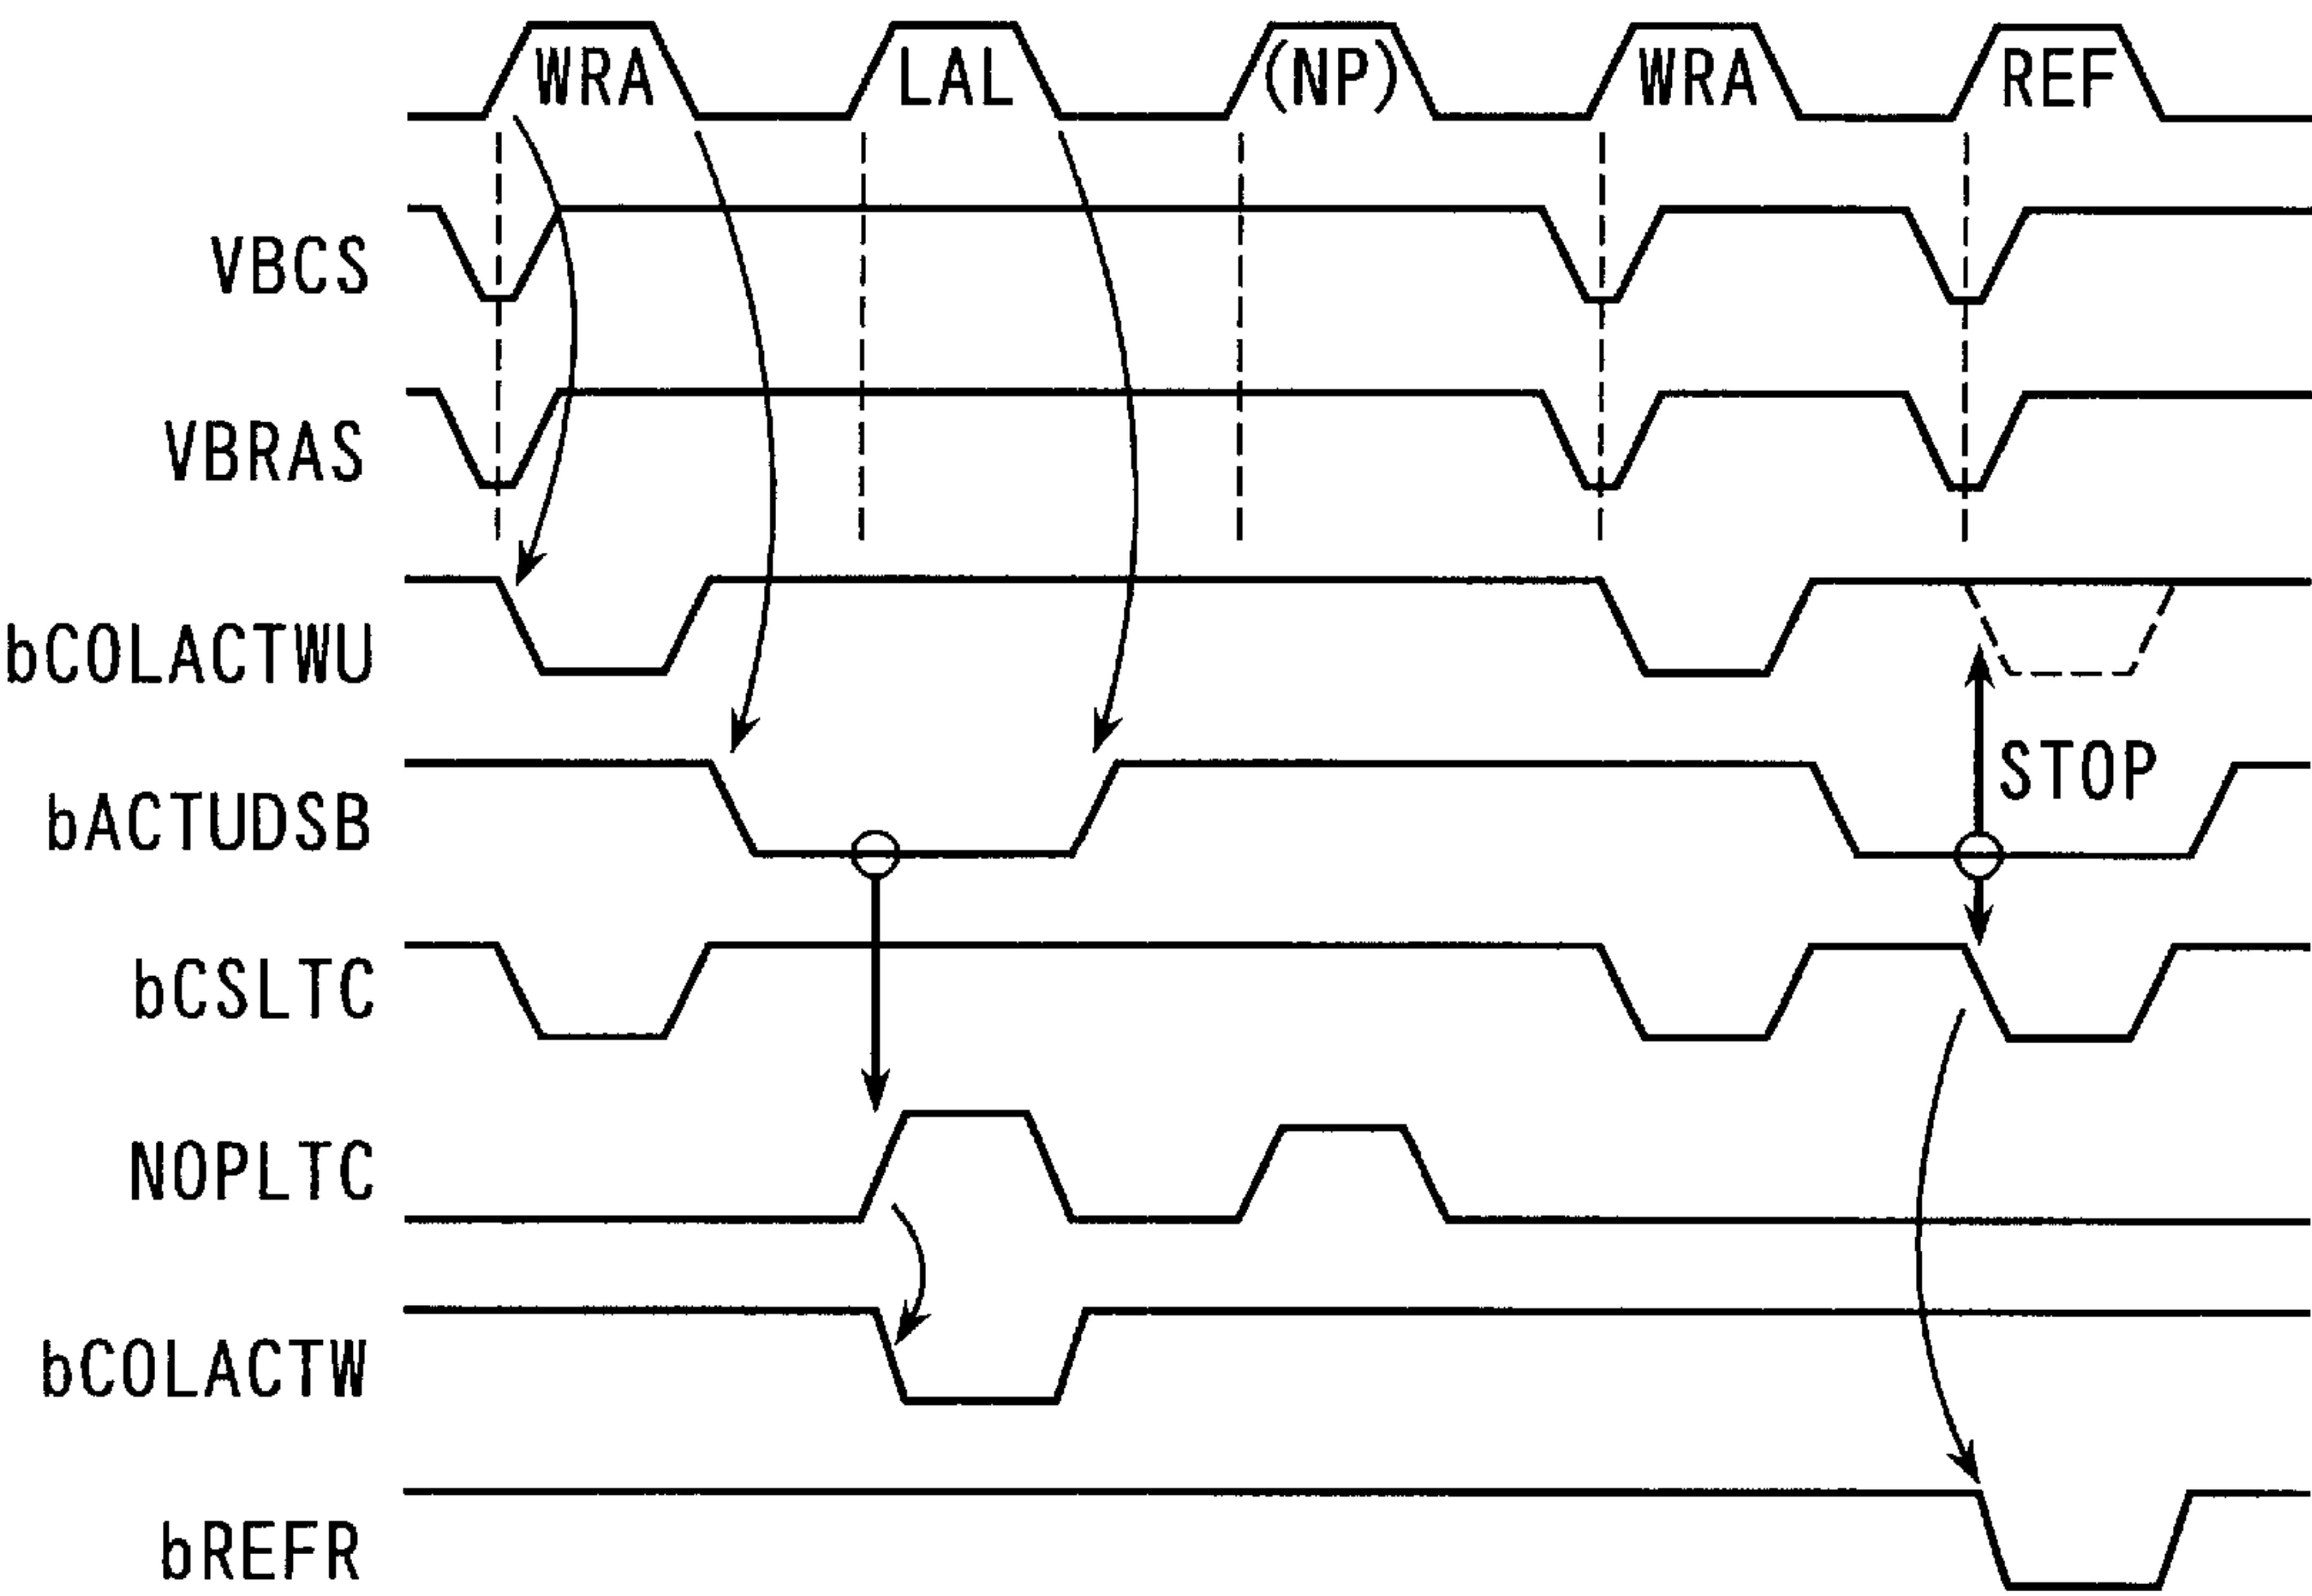 WRA LAL (NP) WRA REF
VBCS
VBRAS
bCOLACTWU
STOP
bACTUDSB
bCSLTC
NOPLTC
bCOLACTW
bREFR